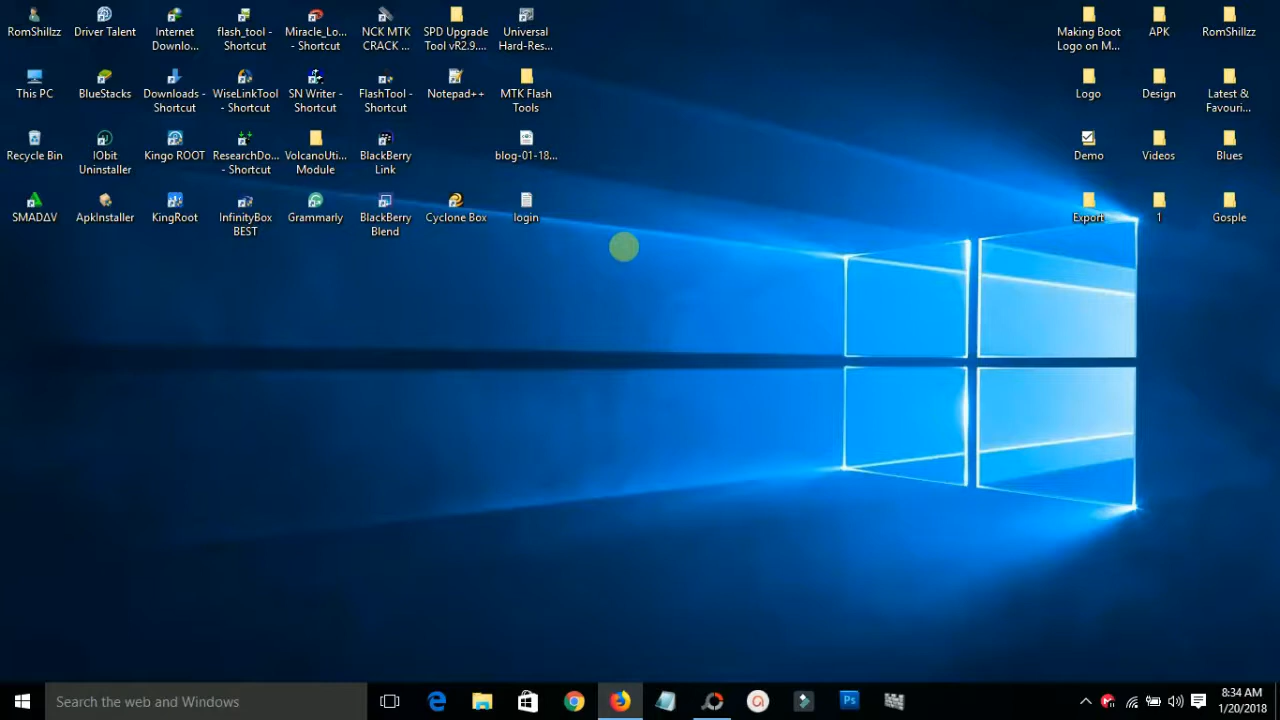 RomShillzz
Driver Talent
Internet
Downlo...
flash_tool -
Shortcut
Miracle_Lo...
- Shortcut
NCK MTK
CRACK ...
SPD Upgrade
Tool vR2.9....
Universal
Hard-Res...
Making Boot
Logo on M...
APK
RomShillzz
This PC
BlueStacks
Downloads -
Shortcut
WiseLinkTool
- Shortcut
SN Writer -
Shortcut
FlashTool -
Shortcut
Notepad++
MTK Flash
Tools
Logo
Design
Latest &
Favouri...
Recycle Bin
IObit
Uninstaller
Kingo ROOT
ResearchDo...
- Shortcut
VolcanoUti...
Module
BlackBerry
Link
blog-01-18...
Demo
Videos
Blues
SMADΔV
ApkInstaller
KingRoot
InfinityBox
BEST
Grammarly
BlackBerry
Blend
Cyclone Box
login
Export
1
Gosple
Search the web and Windows
Ps
8:34 AM
1/20/2018